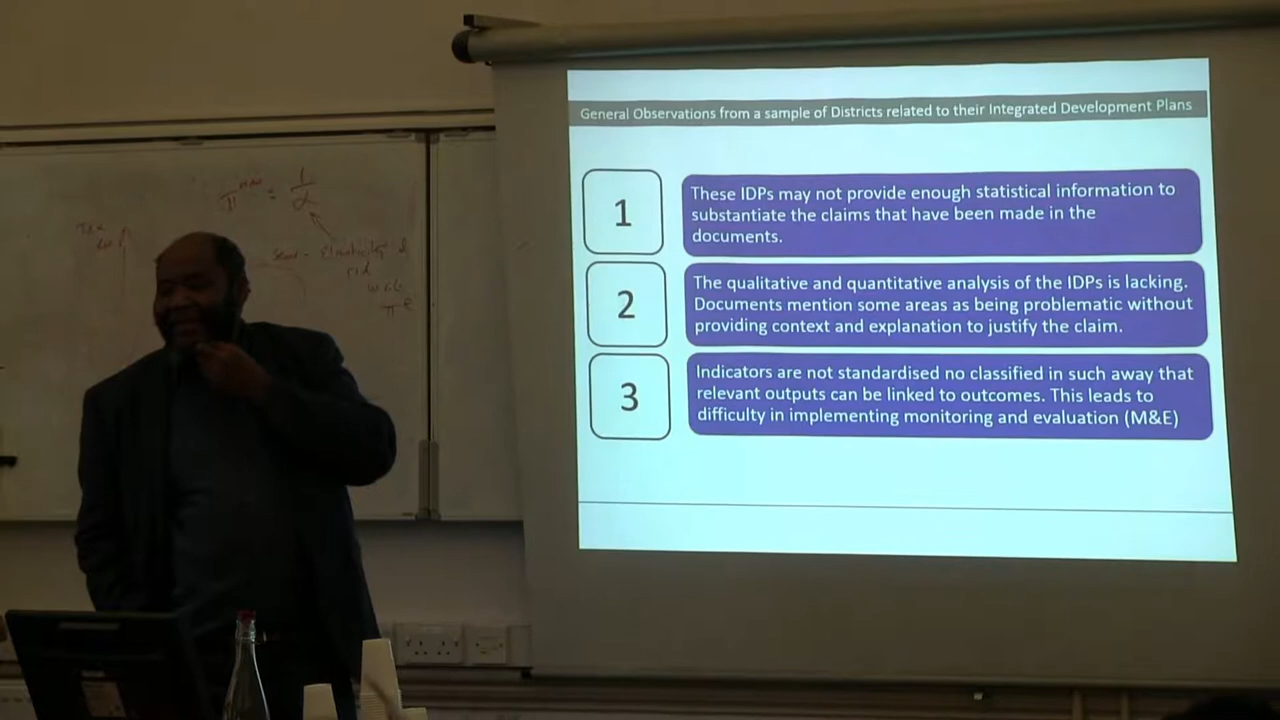 General Observations from a sample of Districts related to their Integrated Development Plans
1
These IDPs may not provide enough statistical information to
substantiate the claims that have been made in the
documents.
2
The qualitative and quantitative analysis of the IDPs is lacking.
Documents mention some areas as being problematic without
providing context and explanation to justify the claim.
3
Indicators are not standardised no classified in such away that
relevant outputs can be linked to outcomes. This leads to
difficulty in implementing monitoring and evaluation (M&E)